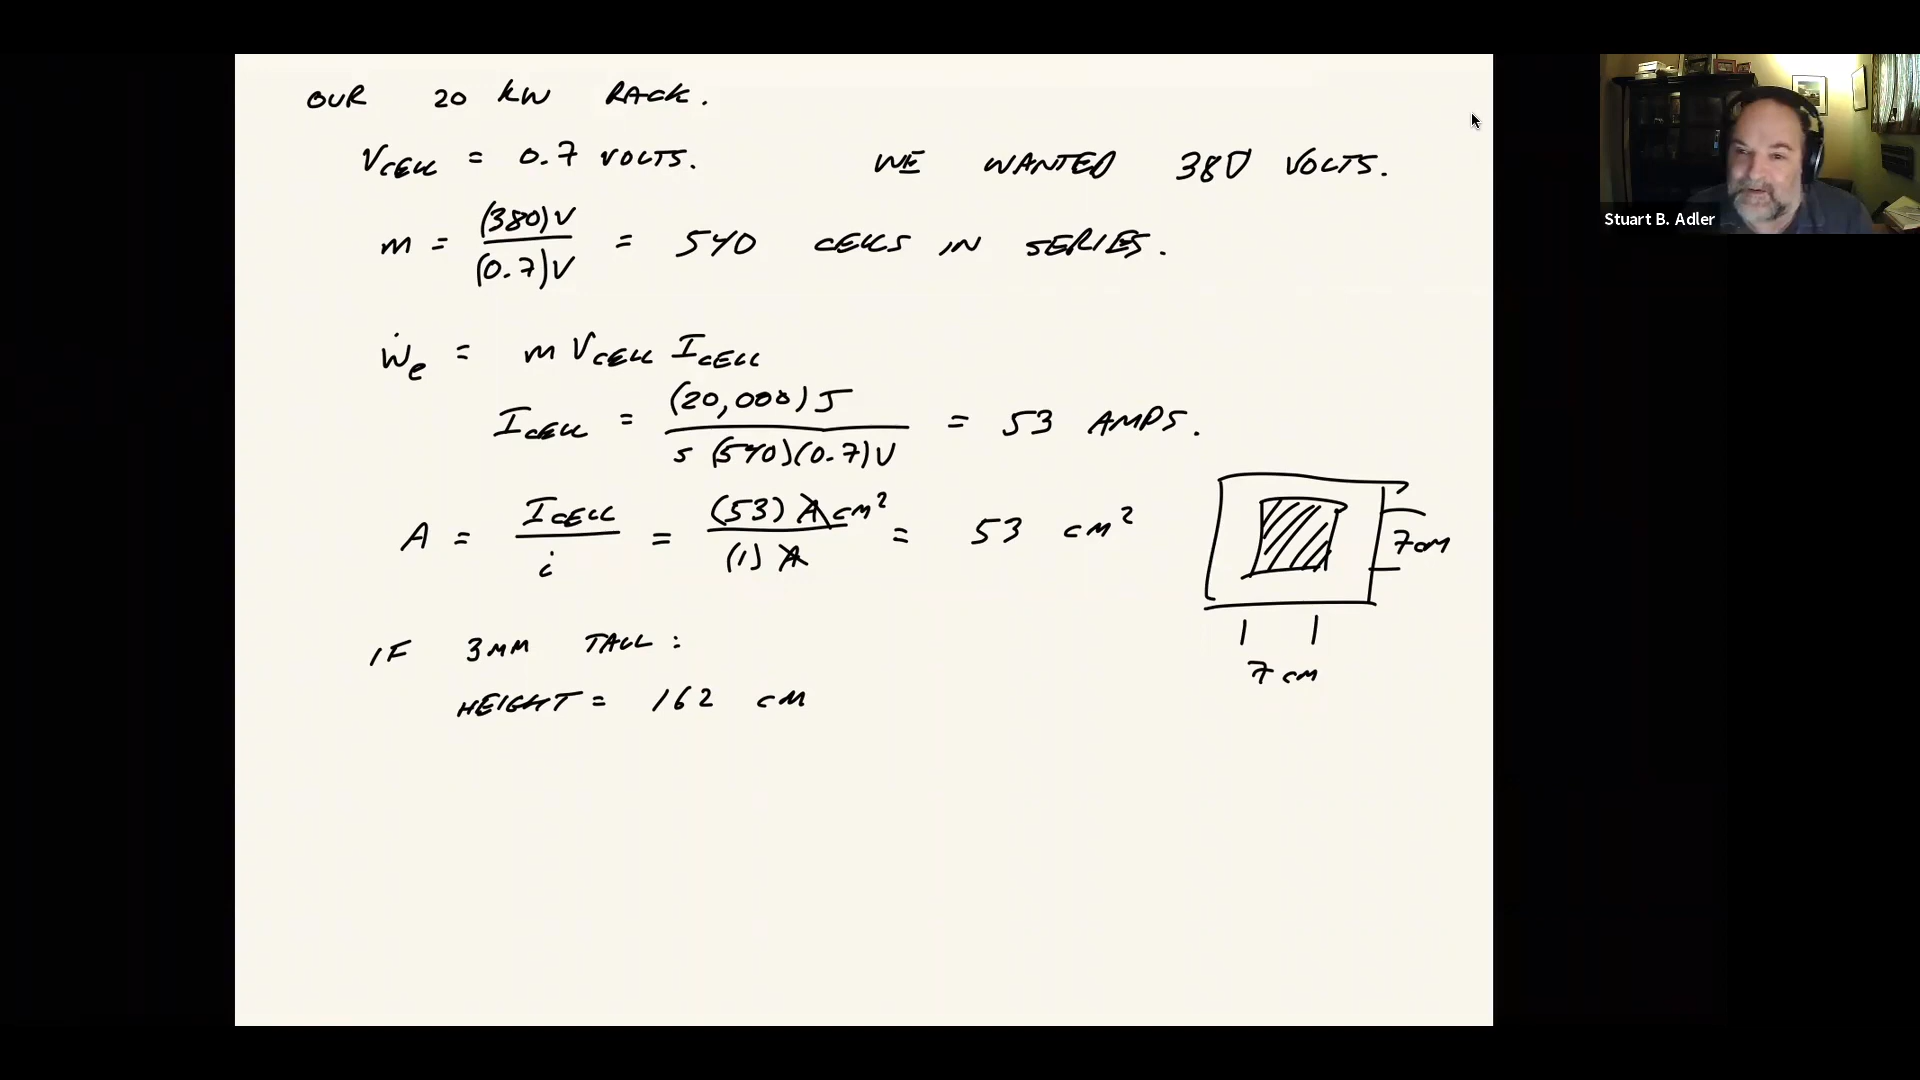 OUR 20 kW RACK.
VCELL = 0.7 VOLTS. WE WANTED 380 VOLTS.
m = (380)V / (0.7)V = 540 CELLS IN SERIES.
Ẇe = m VCELL ICELL
ICELL = (20,000) J / s (540)(0.7)V = 53 AMPS.
A = ICELL / i = (53) A cm² / (1) A = 53 cm²
7cm
7 cm
IF 3MM TALL:
HEIGHT = 162 cm
Stuart B. Adler